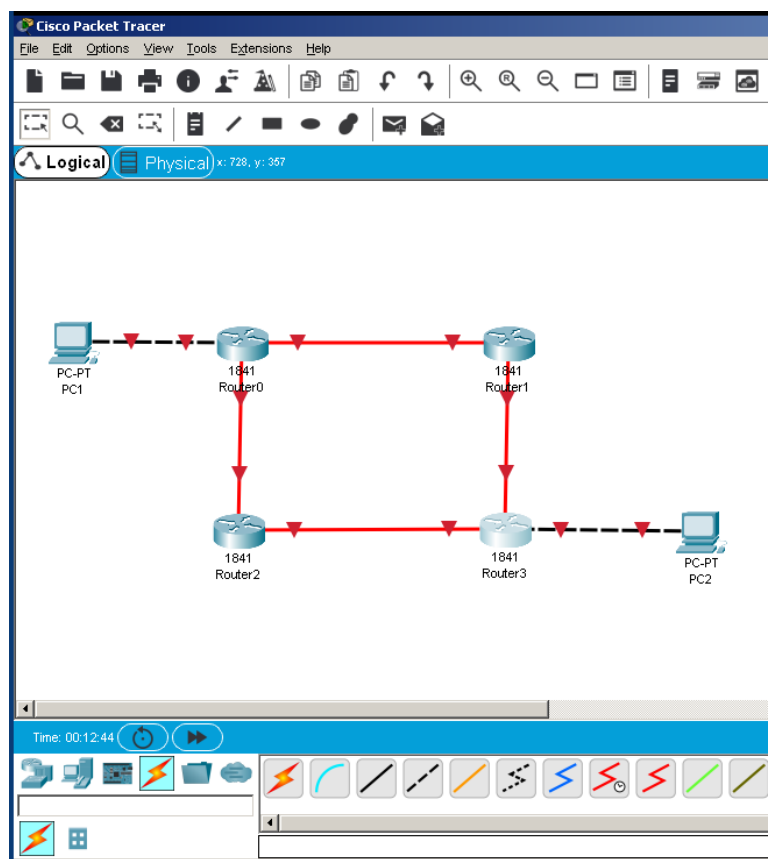 Cisco Packet Tracer
File Edit Options View Tools Extensions Help
R
Logical Physical x: 728, y: 357
PC-PT
PC1
1841
Router0
1841
Router1
1841
Router2
1841
Router3
PC-PT
PC2
Time: 00:12:44